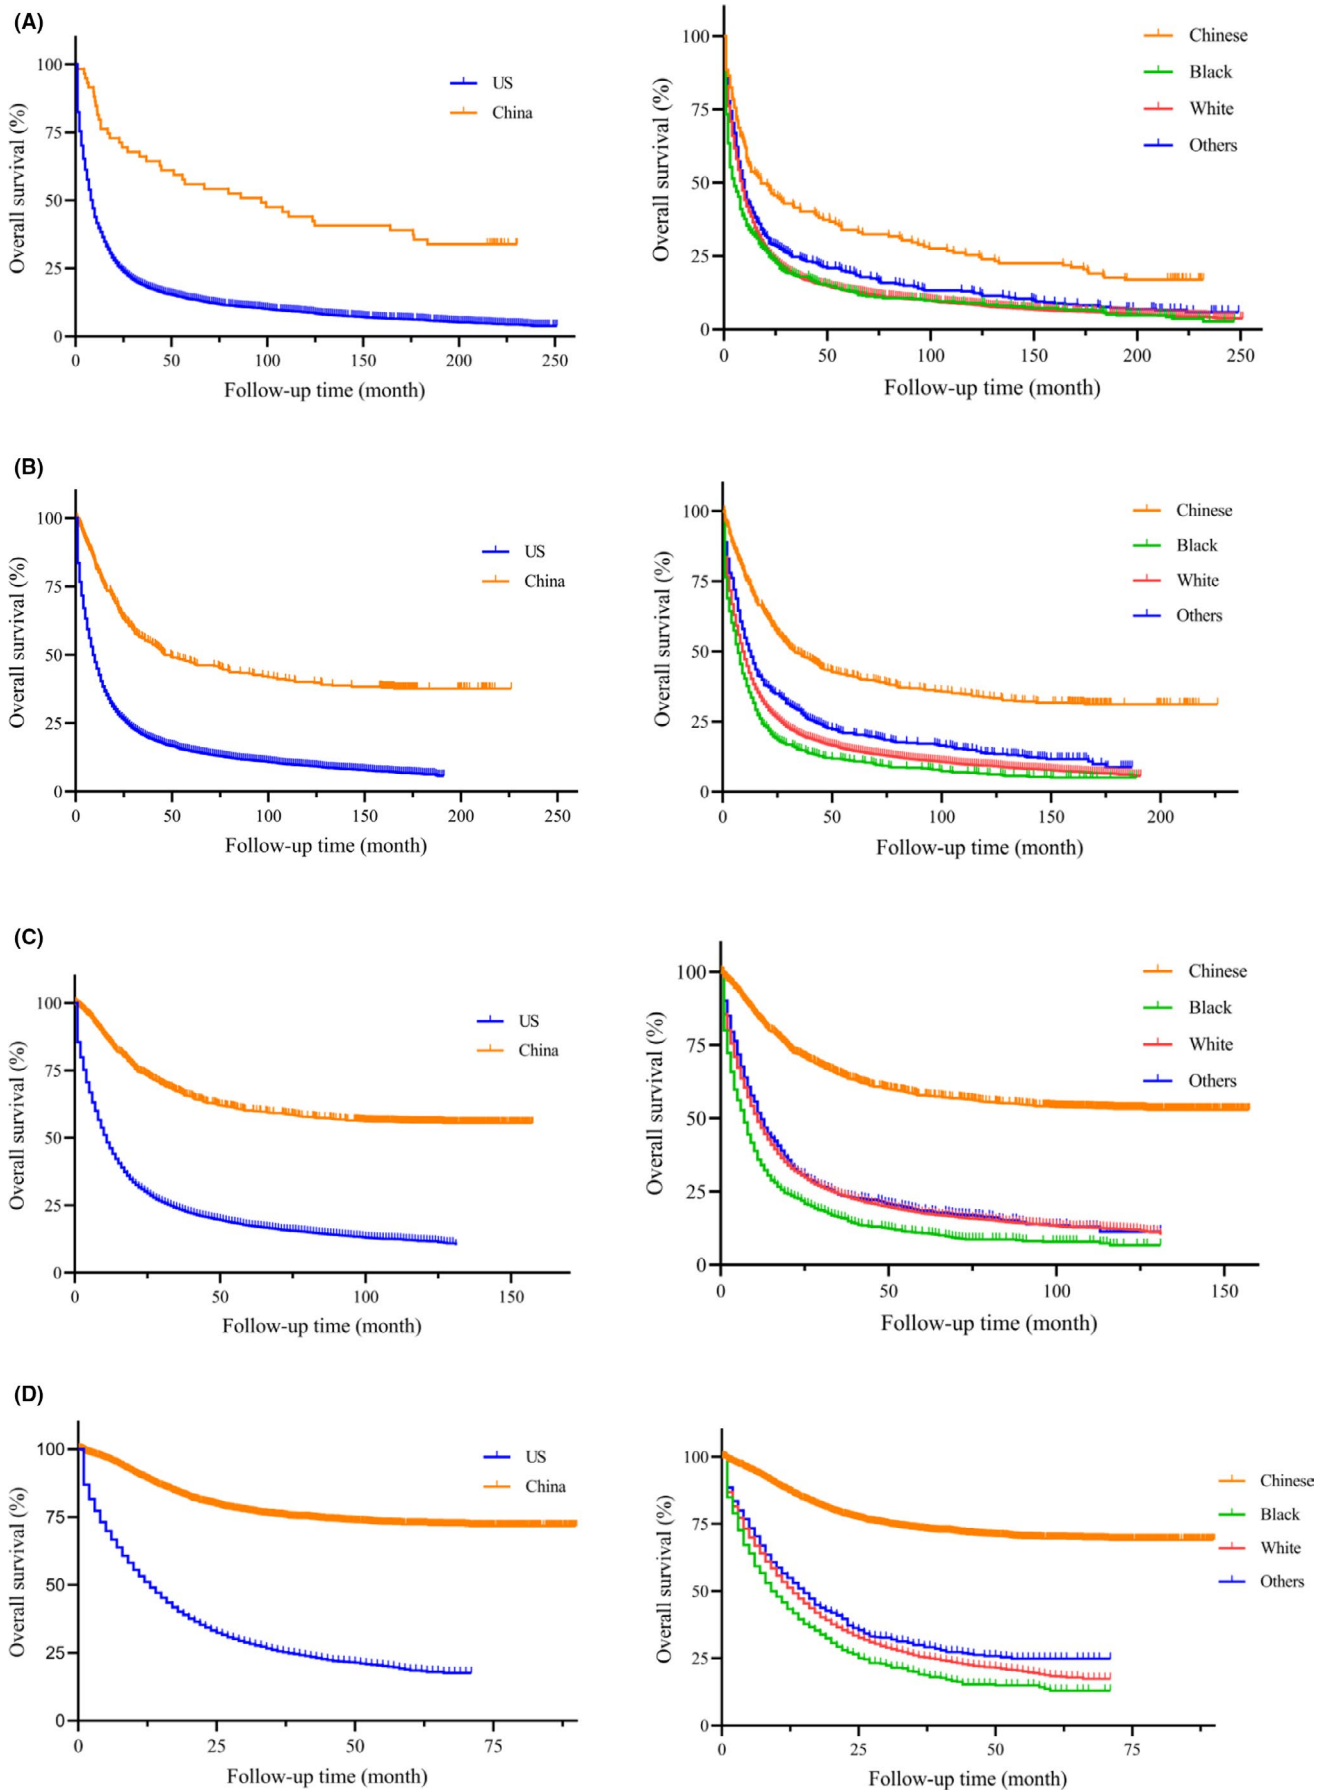 (A)
Overall survival (%)
100
75
50
25
0
US
China
0 50 100 150 200 250
Follow-up time (month)
Overall survival (%)
100
75
50
25
0
Chinese
Black
White
Others
0 50 100 150 200 250
Follow-up time (month)
(B)
Overall survival (%)
100
75
50
25
0
US
China
0 50 100 150 200 250
Follow-up time (month)
Overall survival (%)
100
75
50
25
0
Chinese
Black
White
Others
0 50 100 150 200
Follow-up time (month)
(C)
Overall survival (%)
100
75
50
25
0
US
China
0 50 100 150
Follow-up time (month)
Overall survival (%)
100
75
50
25
0
Chinese
Black
White
Others
0 50 100 150
Follow-up time (month)
(D)
Overall survival (%)
100
75
50
25
0
US
China
0 25 50 75
Follow-up time (month)
Overall survival (%)
100
75
50
25
0
Chinese
Black
White
Others
0 25 50 75
Follow-up time (month)